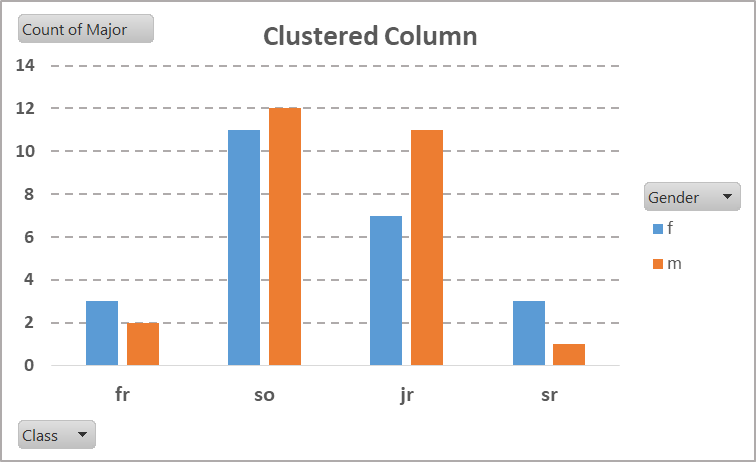 Count of Major
Clustered Column
14
12
10
8
6
4
2
0
fr so jr sr
Gender
f
m
Class